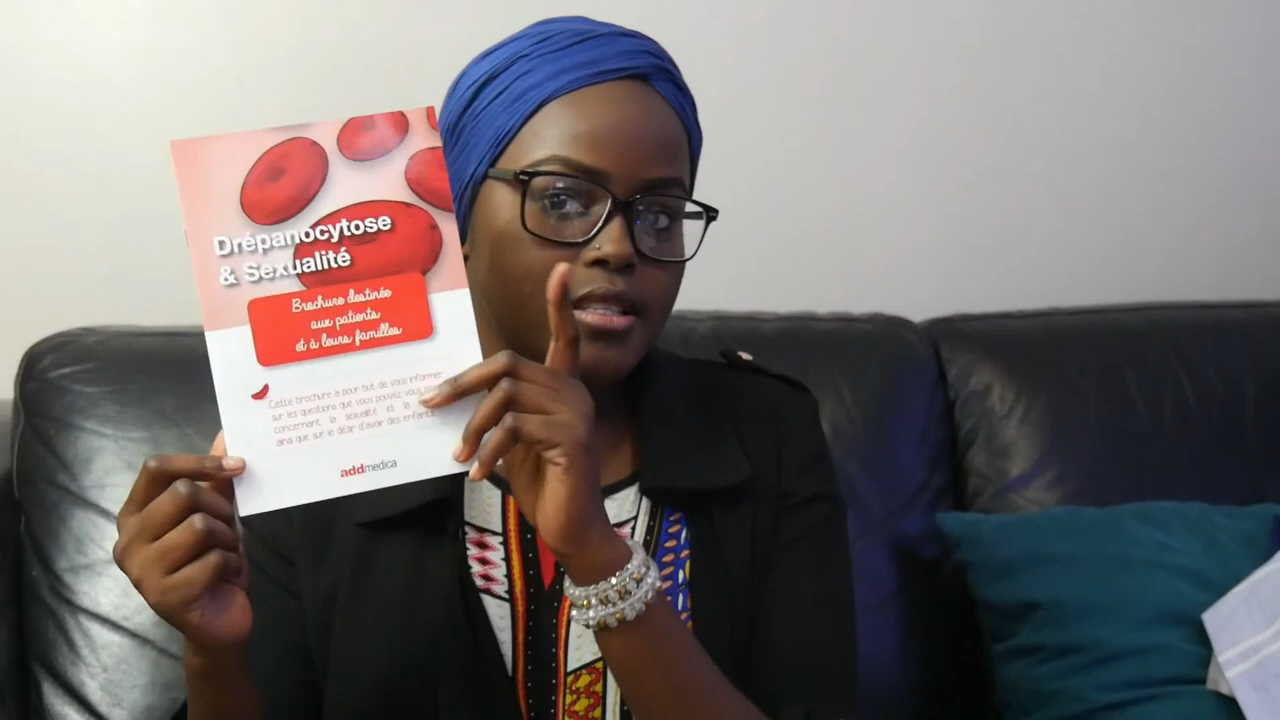 Drépanocytose
& Sexualité
Brochure destinée
aux patients
et à leurs familles
Cette brochure a pour but de vous informer
sur les questions que vous pouvez vous
concernant la sexualité et la
ainsi que sur le désir d'avoir des enfants
addmedica